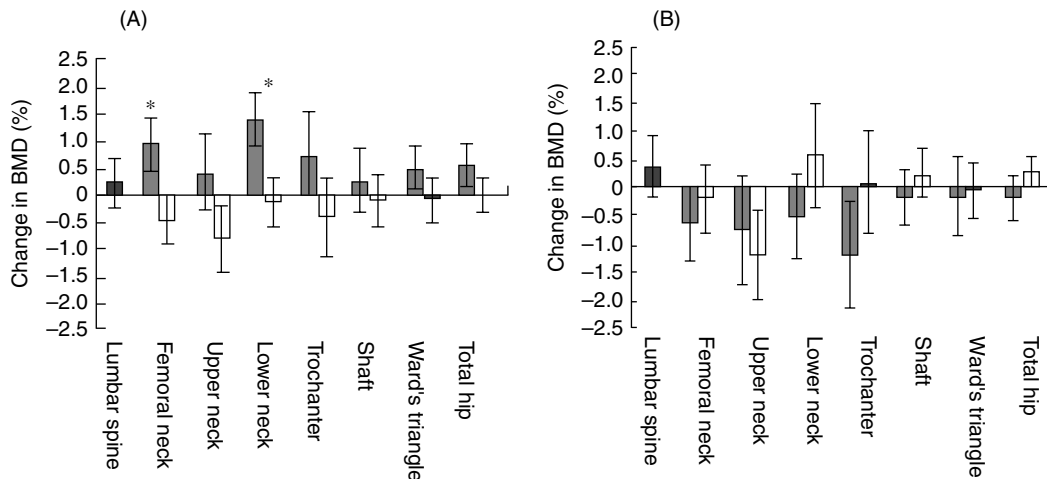 (A)
Change in BMD (%)
2.5
2.0
1.5
1.0
0.5
0
–0.5
–1.0
–1.5
–2.0
–2.5
*
*
Lumbar spine
Femoral neck
Upper neck
Lower neck
Trochanter
Shaft
Ward's triangle
Total hip
(B)
Change in BMD (%)
2.5
2.0
1.5
1.0
0.5
0
–0.5
–1.0
–1.5
–2.0
–2.5
Lumbar spine
Femoral neck
Upper neck
Lower neck
Trochanter
Shaft
Ward's triangle
Total hip